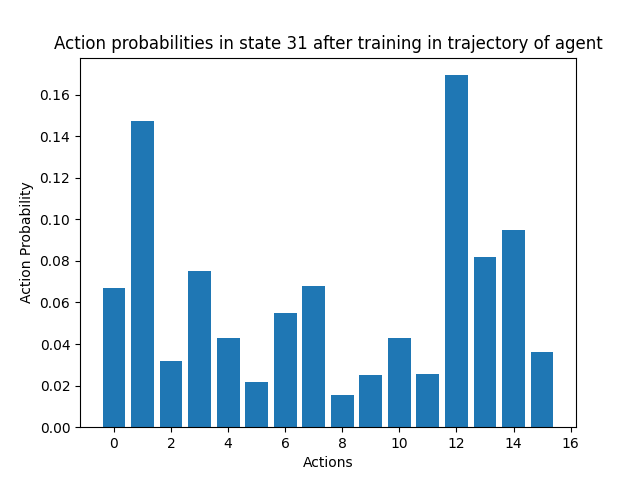 Action probabilities in state 31 after training in trajectory of agent
0.16
0.14
0.12
0.10
0.08
0.06
0.04
0.02
0.00
Action Probability
0 2 4 6 8 10 12 14 16
Actions